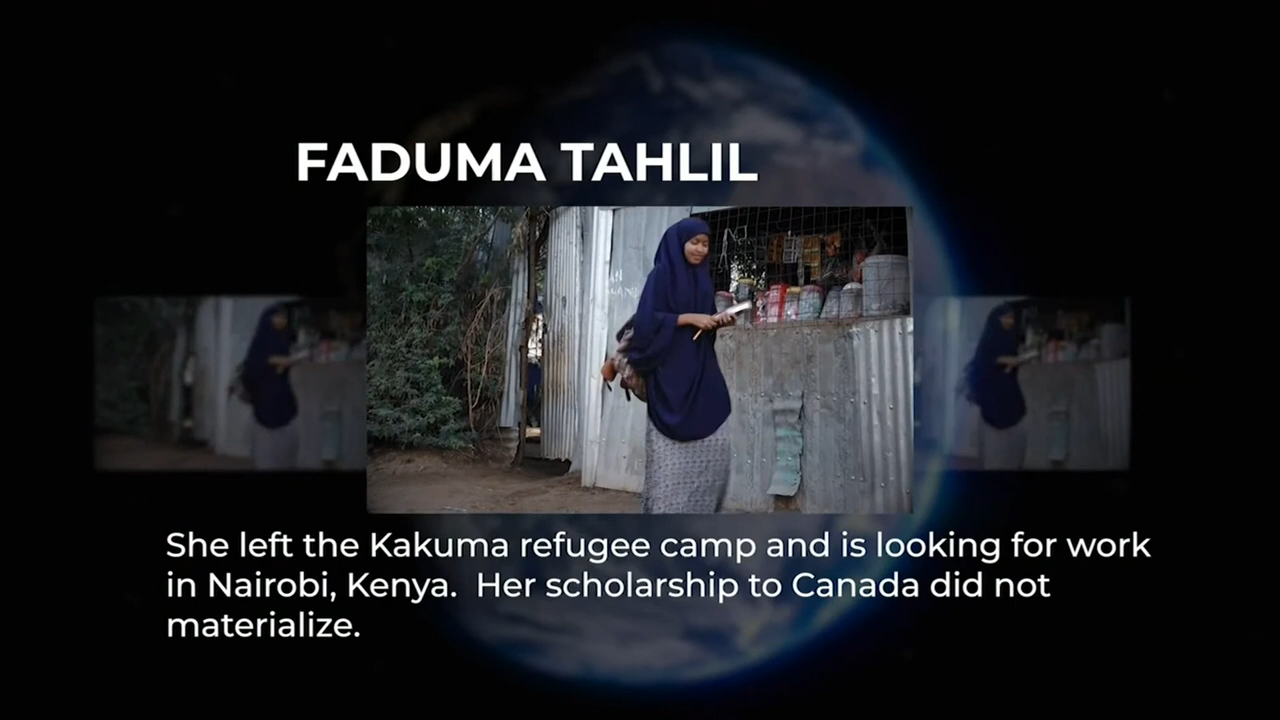 FADUMA TAHLIL
She left the Kakuma refugee camp and is looking for work
in Nairobi, Kenya.  Her scholarship to Canada did not
materialize.